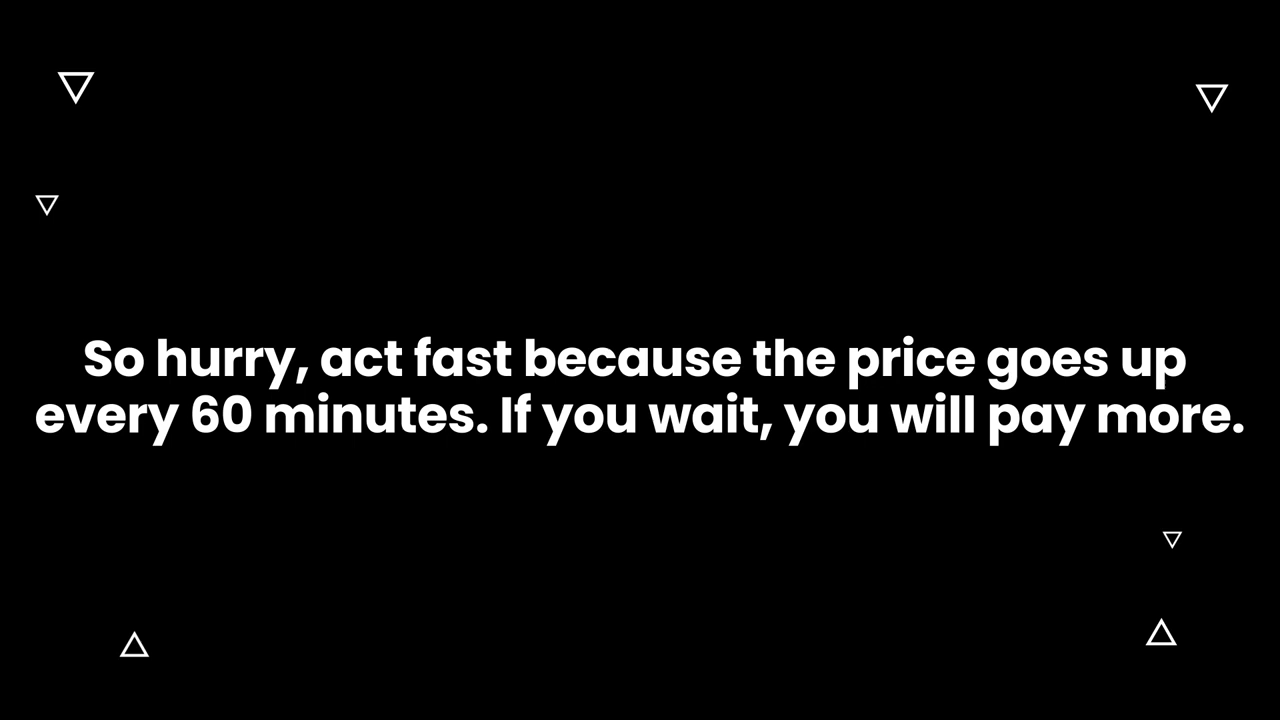 So hurry, act fast because the price goes up
every 60 minutes. If you wait, you will pay more.